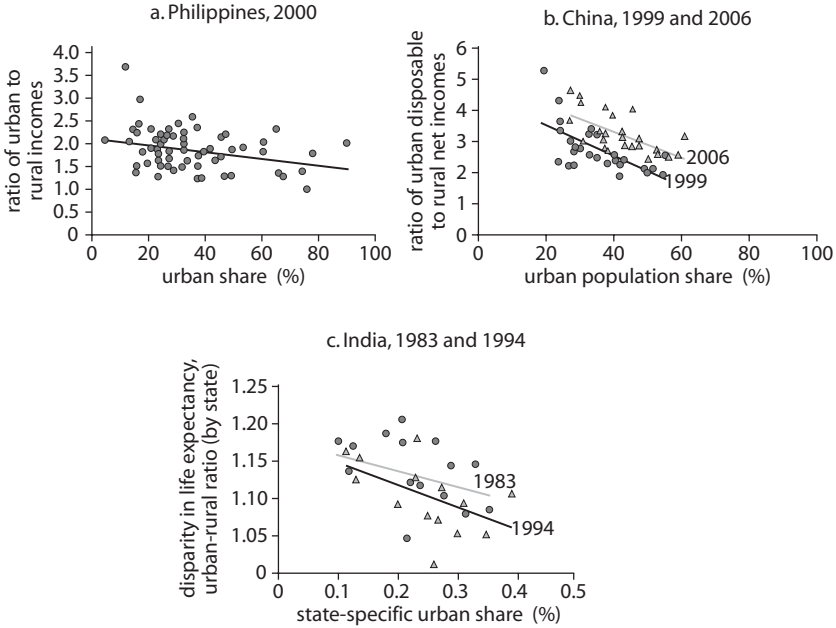 a. Philippines, 2000
ratio of urban to
rural incomes
4.0
3.5
3.0
2.5
2.0
1.5
1.0
0.5
0
0 20 40 60 80 100
urban share (%)
b. China, 1999 and 2006
ratio of urban disposable
to rural net incomes
6
5
4
3
2
1
0
2006
1999
0 20 40 60 80 100
urban population share (%)
c. India, 1983 and 1994
disparity in life expectancy,
urban-rural ratio (by state)
1.25
1.20
1.15
1.10
1.05
0
1983
1994
0 0.1 0.2 0.3 0.4 0.5
state-specific urban share (%)